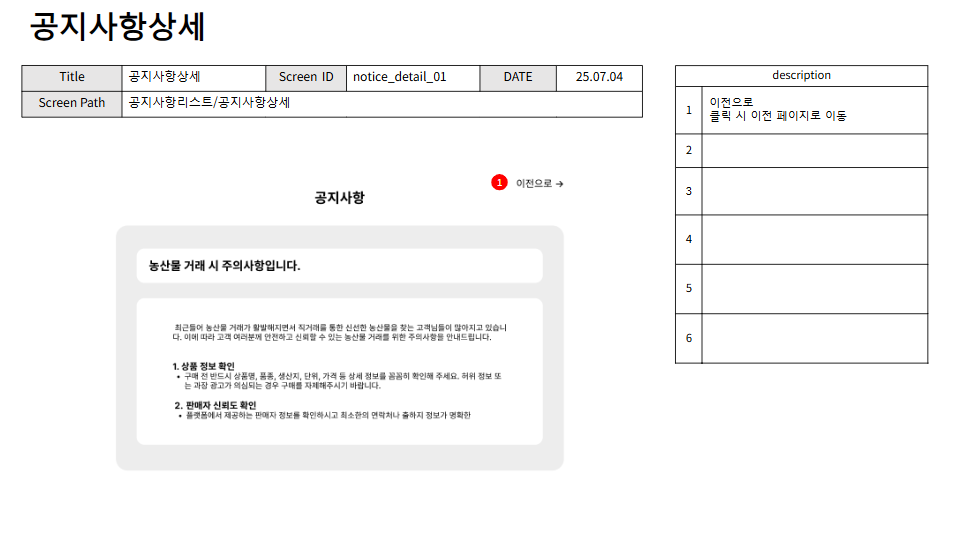 공지사항상세
Title 공지사항상세 Screen ID notice_detail_01 DATE 25.07.04
Screen Path 공지사항리스트/공지사항상세
description
1 이전으로
클릭 시 이전 페이지로 이동
2
3
4
5
6
1 이전으로 →
공지사항
농산물 거래 시 주의사항입니다.
최근들어 농산물 거래가 활발해지면서 직거래를 통한 신선한 농산물을 찾는 고객님들이 많아지고 있습니
다. 이에 따라 고객 여러분께 안전하고 신뢰할 수 있는 농산물 거래를 위한 주의사항을 안내드립니다.
1. 상품 정보 확인
• 구매 전 반드시 상품명, 품종, 생산지, 단위, 가격 등 상세 정보를 꼼꼼히 확인해 주세요. 허위 정보 또
는 과장 광고가 의심되는 경우 구매를 자제해주시기 바랍니다.
2. 판매자 신뢰도 확인
• 플랫폼에서 제공하는 판매자 정보를 확인하시고 최소한의 연락처나 출하지 정보가 명확한